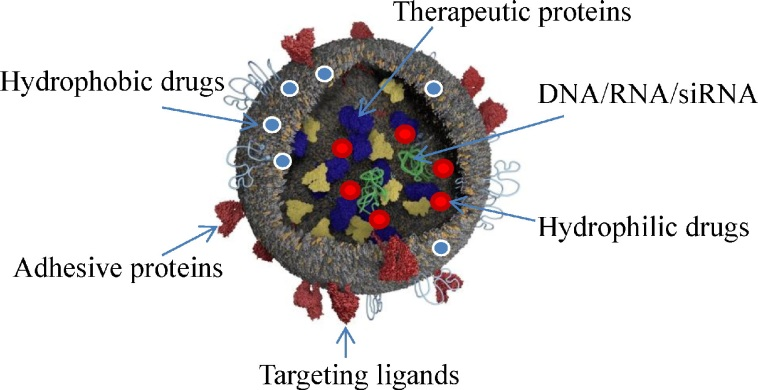 Therapeutic proteins
Hydrophobic drugs
DNA/RNA/siRNA
Hydrophilic drugs
Adhesive proteins
Targeting ligands